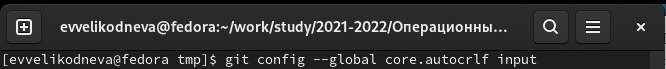 evvelikodneva@fedora:~/work/study/2021-2022/Операционны…
[evvelikodneva@fedora tmp]$ git config --global core.autocrlf input